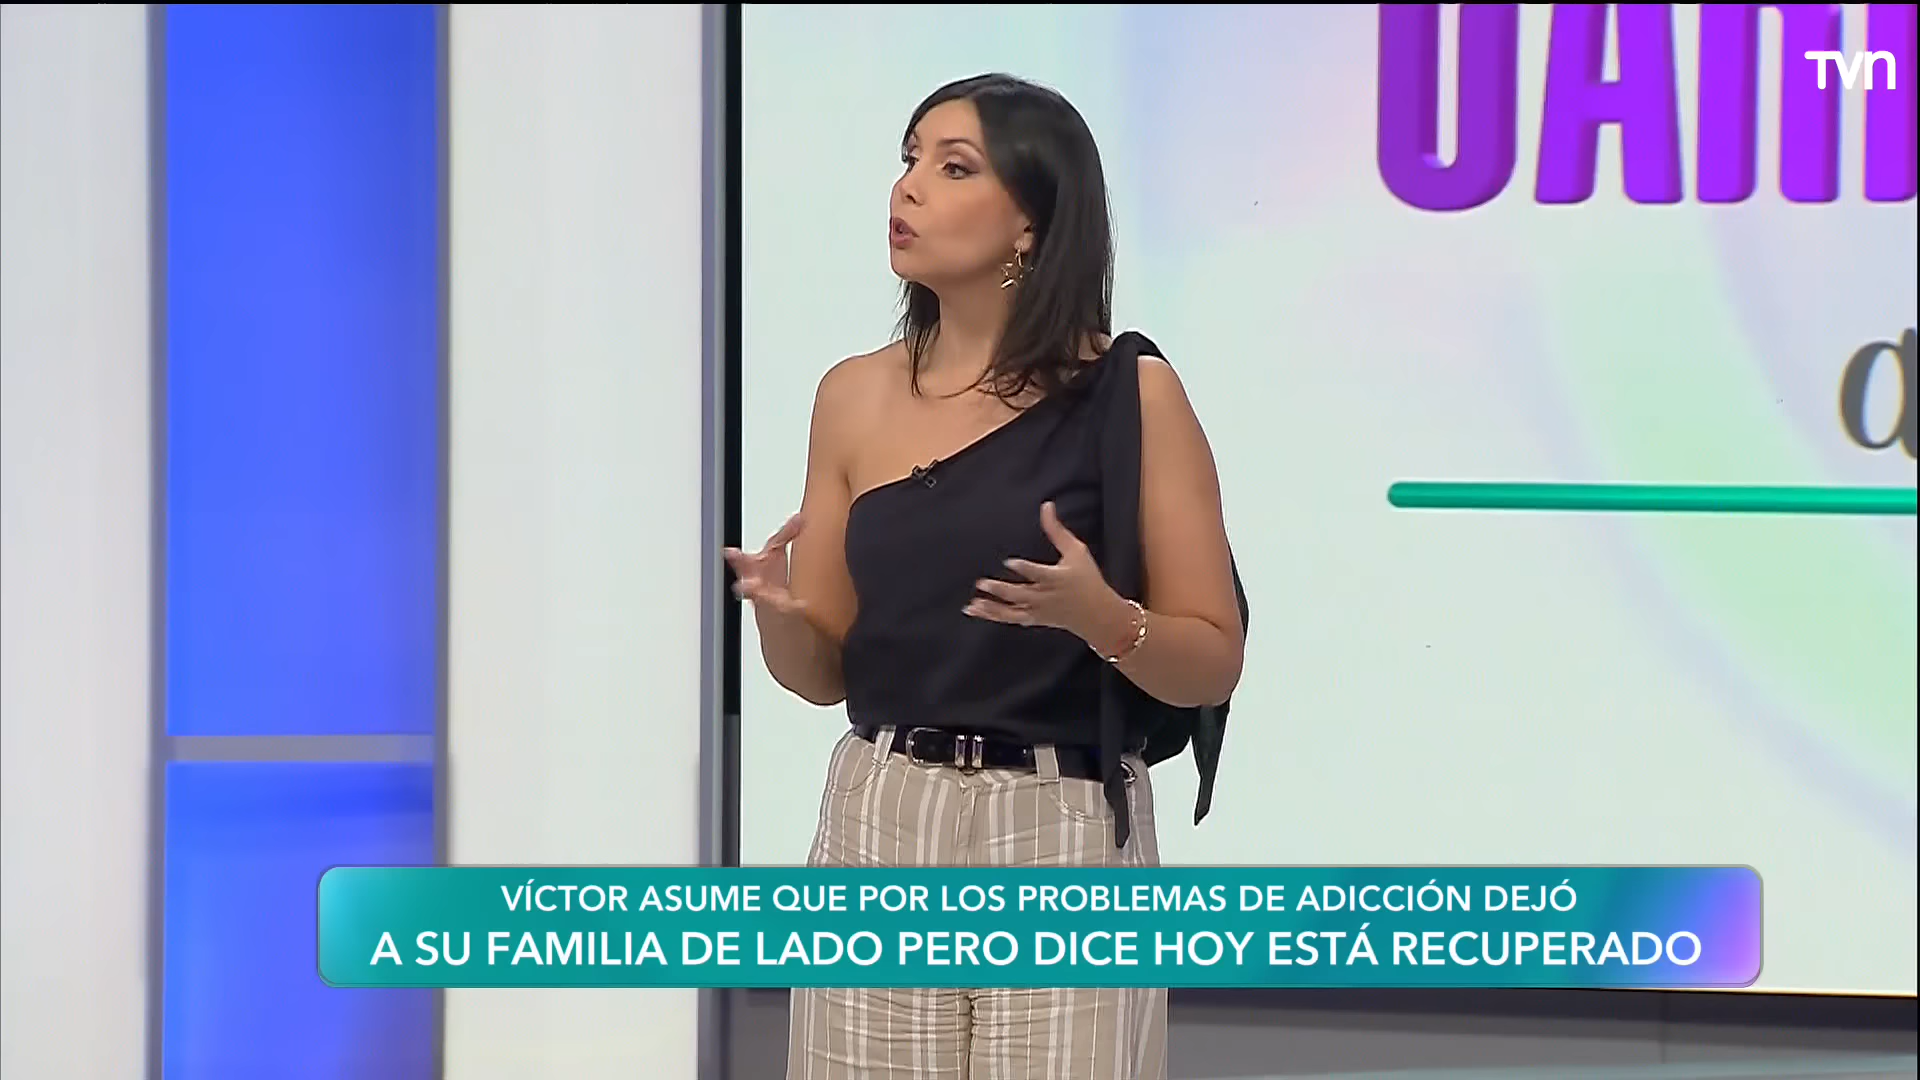 TVN
VÍCTOR ASUME QUE POR LOS PROBLEMAS DE ADICCIÓN DEJÓ
A SU FAMILIA DE LADO PERO DICE HOY ESTÁ RECUPERADO